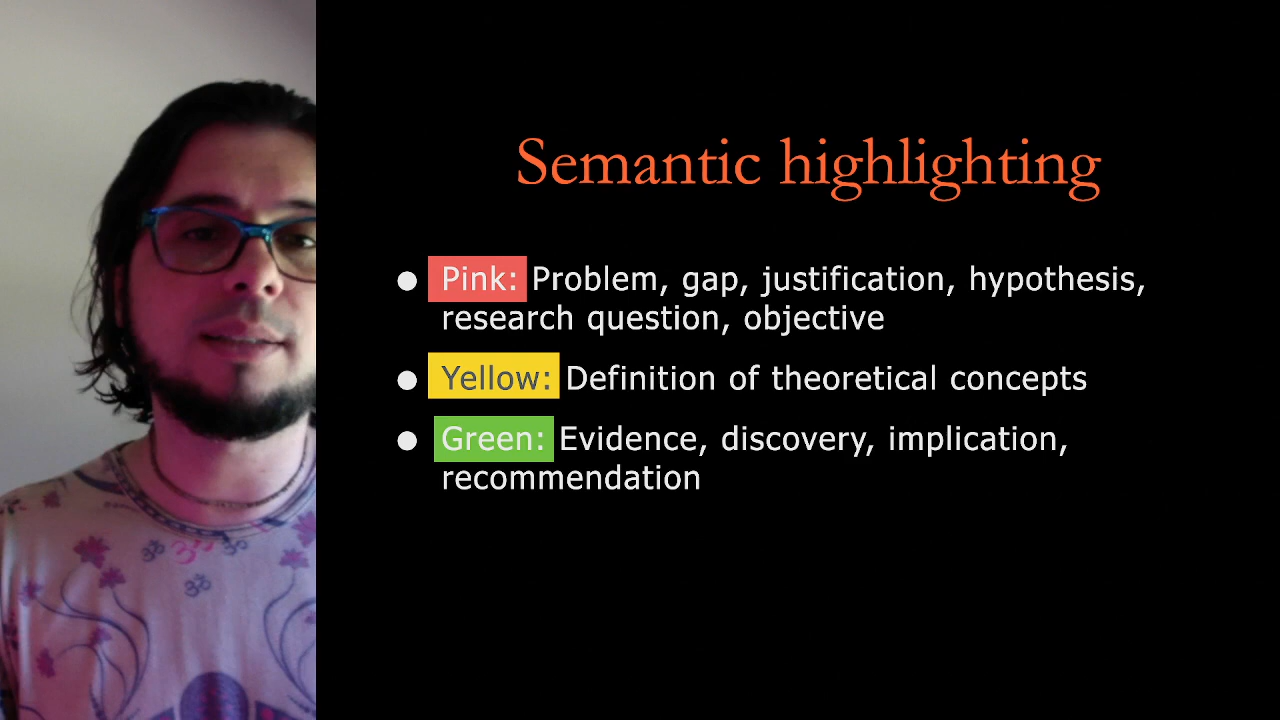 Semantic highlighting
● Pink: Problem, gap, justification, hypothesis,
research question, objective
● Yellow: Definition of theoretical concepts
● Green: Evidence, discovery, implication,
recommendation
ॐ ॐ ॐ
ॐ